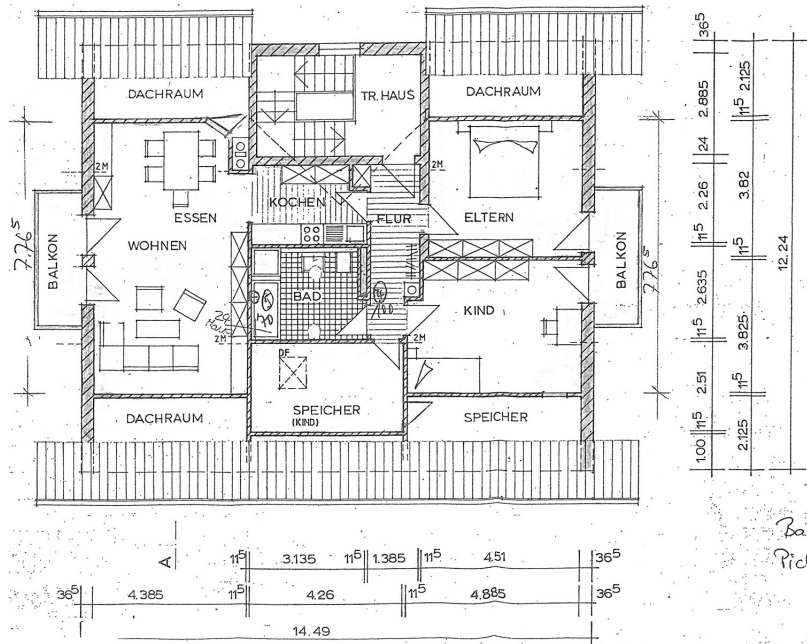 DACHRAUM
TR. HAUS
DACHRAUM
2M
2M
KOCHEN
ESSEN
FLUR
ELTERN
WOHNEN
BALKON
7.76⁵
BALKON
7.76⁵
BAD
KIND
2M
2M
DF
SPEICHER
(KIND)
DACHRAUM
SPEICHER
36⁵
2.885
24
2.26
11⁵
2.635
11⁵
2.51
11⁵
1.00
2.125
11⁵
3.82
11⁵
3.825
11⁵
2.125
12.24
A
11⁵ 3.135 11⁵ 1.385 11⁵ 4.51 36⁵
36⁵ 4.385 11⁵ 4.26 11⁵ 4.885 36⁵
14.49
Ba